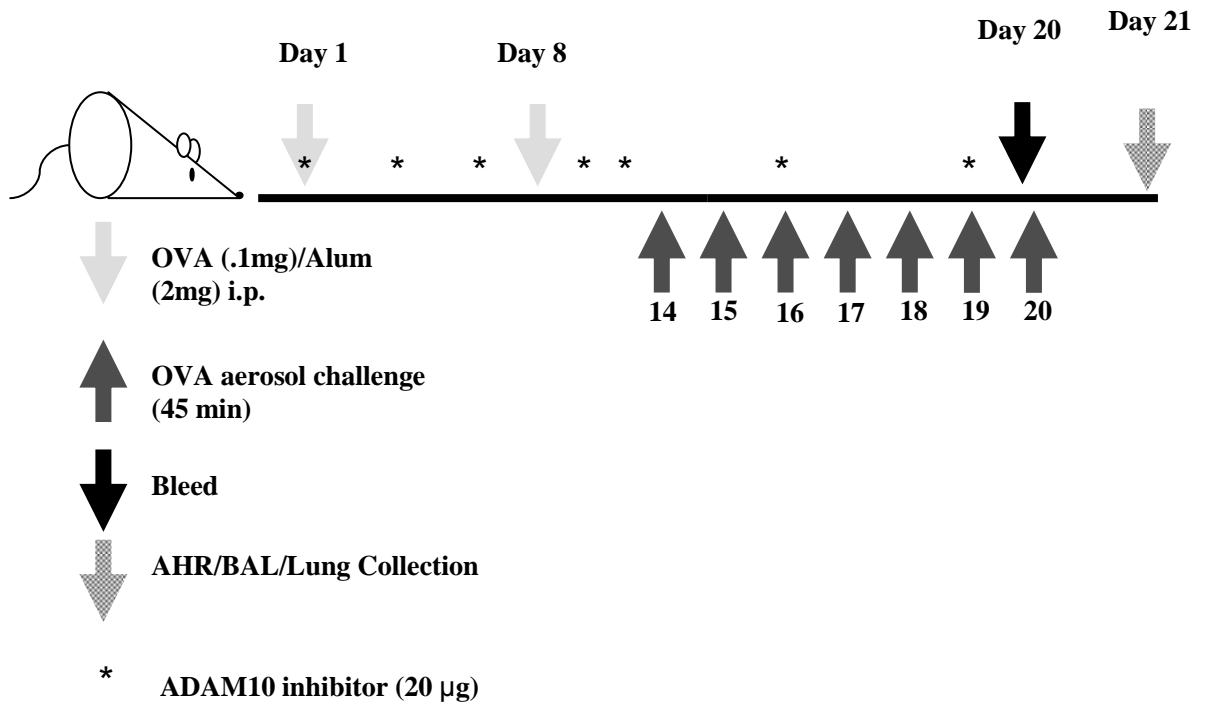 Day 1
Day 8
Day 20
Day 21
* * * * * * *
14 15 16 17 18 19 20
OVA (.1mg)/Alum
(2mg) i.p.
OVA aerosol challenge
(45 min)
Bleed
AHR/BAL/Lung Collection
* ADAM10 inhibitor (20 µg)